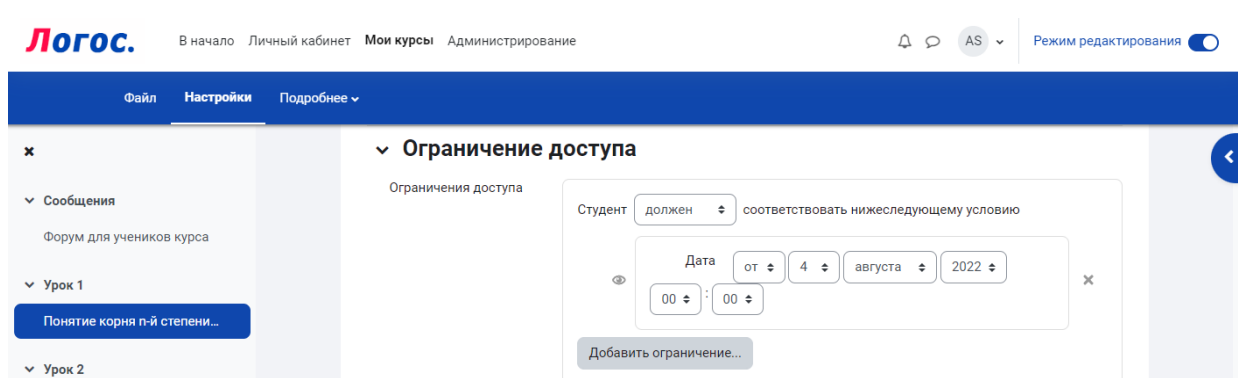 Логос. В начало Личный кабинет Мои курсы Администрирование AS Режим редактирования
Файл Настройки Подробнее
Ограничение доступа
Ограничения доступа
Сообщения
Студент должен соответствовать нижеследующему условию
Форум для учеников курса
Дата от 4 августа 2022
Урок 1
00 : 00
Понятие корня n-й степени...
Добавить ограничение...
Урок 2